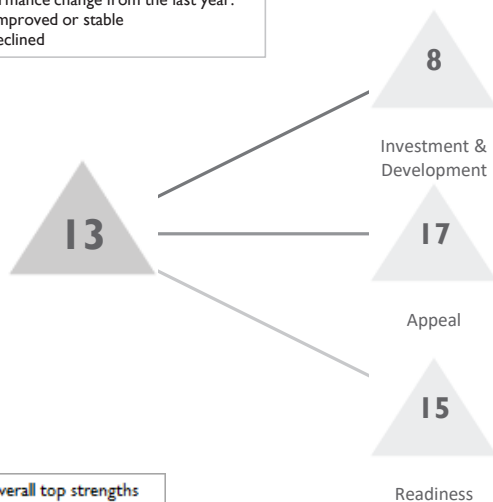 mance change from the last year:
mproved or stable
eclined
8
Investment &
Development
13
17
Appeal
15
verall top strengths
Readiness